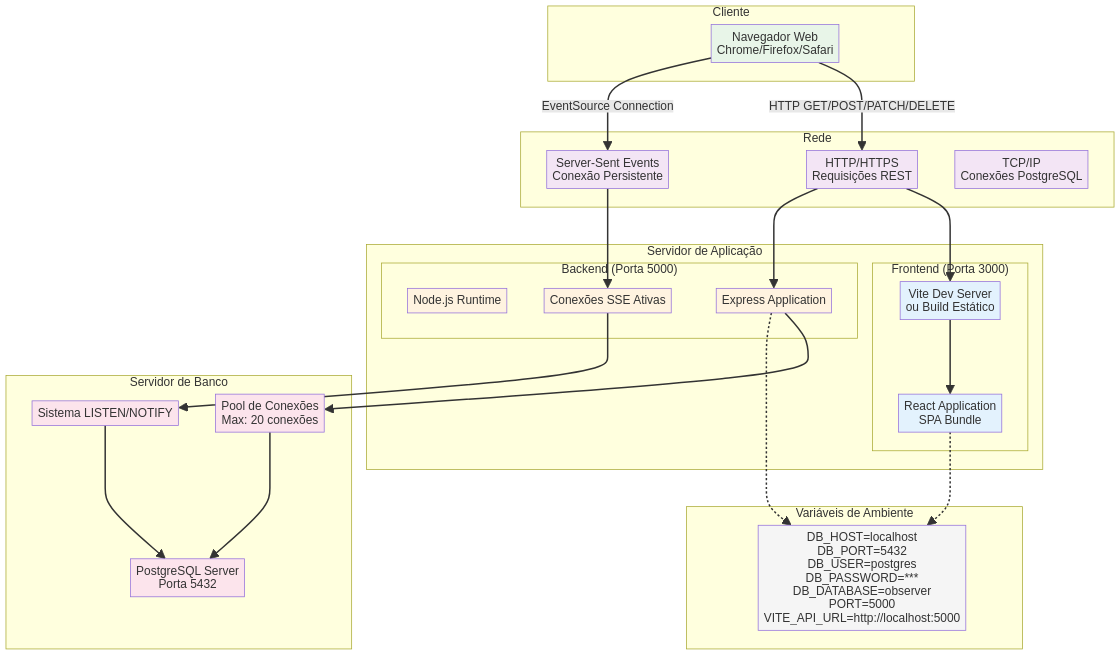 Cliente
Navegador Web
Chrome/Firefox/Safari
EventSource Connection
HTTP GET/POST/PATCH/DELETE
Rede
Server-Sent Events
Conexão Persistente
HTTP/HTTPS
Requisições REST
TCP/IP
Conexões PostgreSQL
Servidor de Aplicação
Backend (Porta 5000)
Node.js Runtime
Conexões SSE Ativas
Express Application
Frontend (Porta 3000)
Vite Dev Server
ou Build Estático
React Application
SPA Bundle
Servidor de Banco
Sistema LISTEN/NOTIFY
Pool de Conexões
Max: 20 conexões
PostgreSQL Server
Porta 5432
Variáveis de Ambiente
DB_HOST=localhost
DB_PORT=5432
DB_USER=postgres
DB_PASSWORD=***
DB_DATABASE=observer
PORT=5000
VITE_API_URL=http://localhost:5000